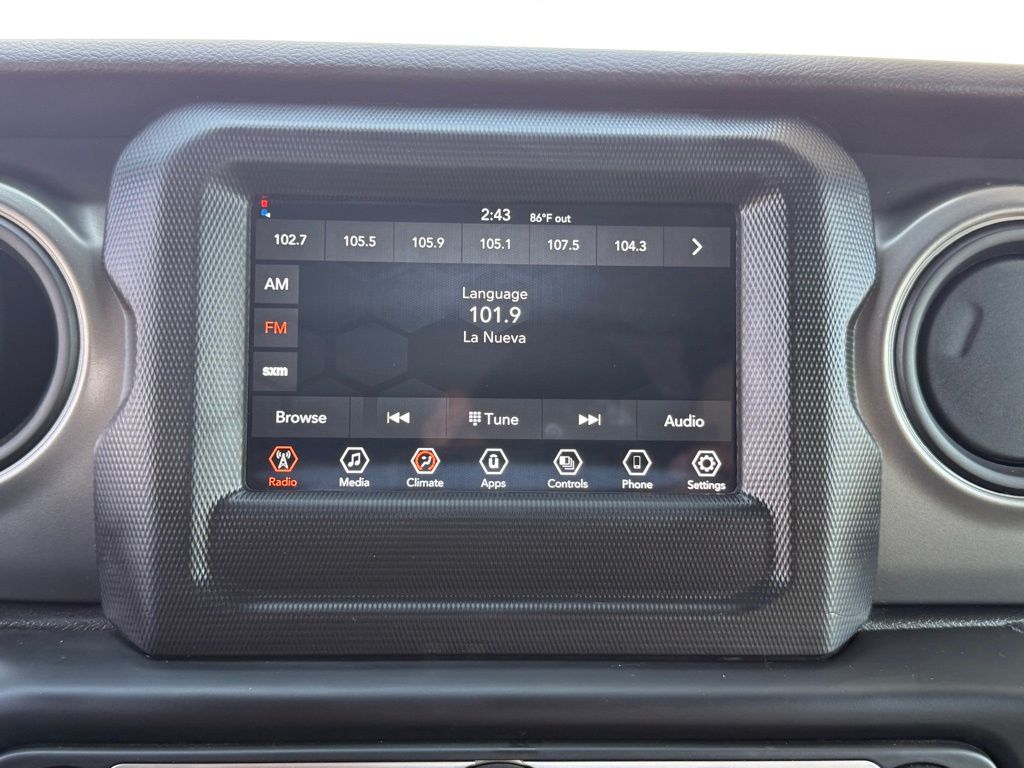 2:43 86°F out
102.7 105.5 105.9 105.1 107.5 104.3
AM
FM
sxm
Language
101.9
La Nueva
Browse Tune Audio
Radio Media Climate Apps Controls Phone Settings